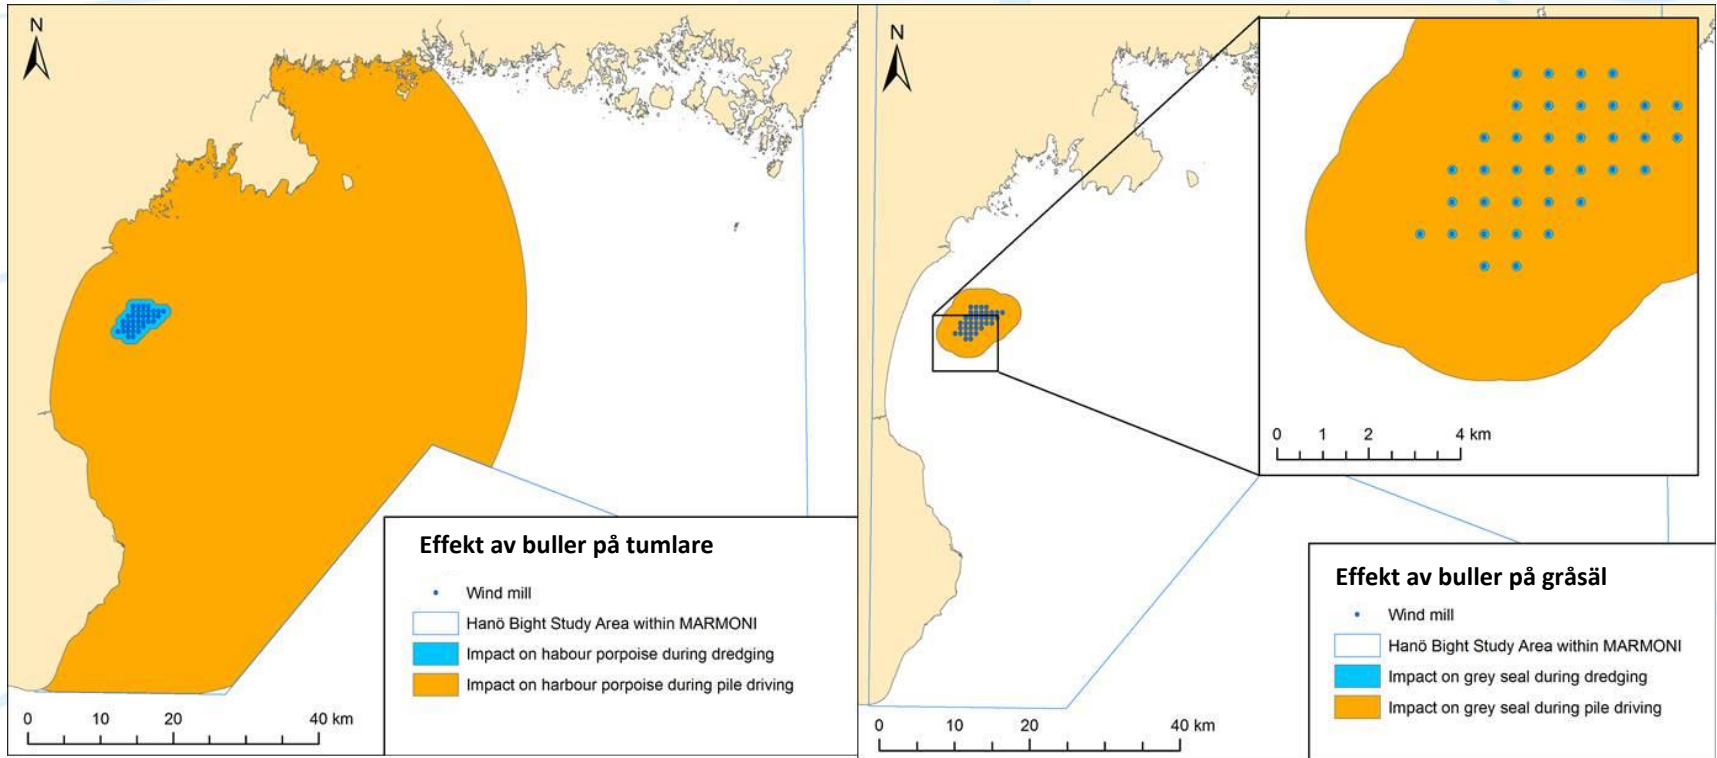 N
Effekt av buller på tumlare
Wind mill
Hanö Bight Study Area within MARMONI
Impact on habour porpoise during dredging
Impact on harbour porpoise during pile driving
0 10 20 40 km
N
0 1 2 4 km
Effekt av buller på gråsäl
Wind mill
Hanö Bight Study Area within MARMONI
Impact on grey seal during dredging
Impact on grey seal during pile driving
0 10 20 40 km